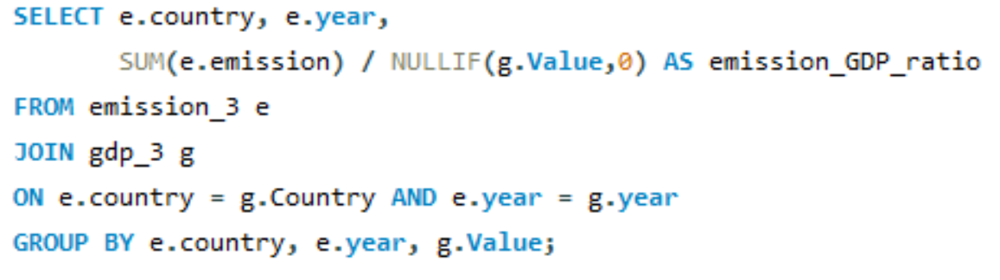 SELECT e.country, e.year,
SUM(e.emission) / NULLIF(g.Value,0) AS emission_GDP_ratio
FROM emission_3 e
JOIN gdp_3 g
ON e.country = g.Country AND e.year = g.year
GROUP BY e.country, e.year, g.Value;